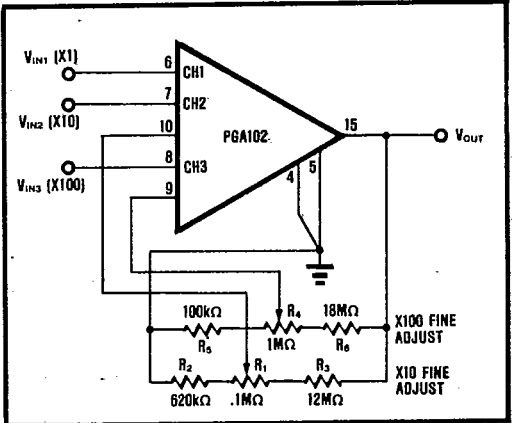 VIN1 (X1)
6
CH1
7
CH2
VIN2 (X10)
10
PGA102
15
VOUT
8
CH3
VIN3 (X100)
9
4
5
100kΩ
R4
18MΩ
X100 FINE
ADJUST
R5
1MΩ
R6
R2
R1
R3
X10 FINE
ADJUST
620kΩ
.1MΩ
12MΩ